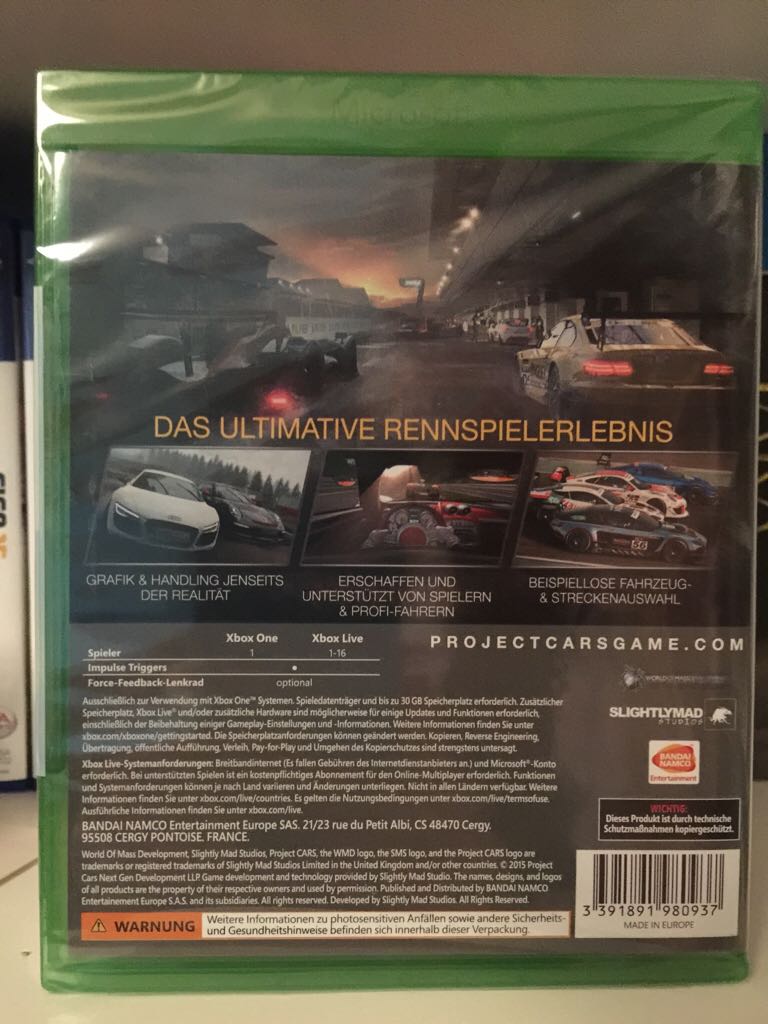 Microsoft
DAS ULTIMATIVE RENNSPIELERLEBNIS
GRAFIK & HANDLING JENSEITS
DER REALITÄT
ERSCHAFFEN UND
UNTERSTÜTZT VON SPIELERN
& PROFI-FAHRERN
BEISPIELLOSE FAHRZEUG-
& STRECKENAUSWAHL
56
Xbox One Xbox Live
Spieler 1 1-16
Impulse Triggers •
Force-Feedback-Lenkrad optional
PROJECTCARSGAME.COM
Ausschließlich zur Verwendung mit Xbox One™ Systemen. Spieledatenträger und bis zu 30 GB Speicherplatz erforderlich. Zusätzlicher
Speicherplatz, Xbox Live® und/oder zusätzliche Hardware sind möglicherweise für einige Updates und Funktionen erforderlich,
einschließlich der Beibehaltung einiger Gameplay-Einstellungen und -Informationen. Weitere Informationen finden Sie unter
xbox.com/xboxone/gettingstarted. Die Speicherplatzanforderungen können geändert werden. Kopieren, Reverse Engineering,
Übertragung, öffentliche Aufführung, Verleih, Pay-for-Play und Umgehen des Kopierschutzes sind strengstens untersagt.
Xbox Live-Systemanforderungen: Breitbandinternet (Es fallen Gebühren des Internetdienstanbieters an.) und Microsoft®-Konto
erforderlich. Bei unterstützten Spielen ist ein kostenpflichtiges Abonnement für den Online-Multiplayer erforderlich. Funktionen
und Systemanforderungen können je nach Land variieren und Änderungen unterliegen. Nicht in allen Ländern verfügbar. Weitere
Informationen finden Sie unter xbox.com/live/countries. Es gelten die Nutzungsbedingungen unter xbox.com/live/termsofuse.
Ausführliche Informationen finden Sie unter xbox.com/live.
BANDAI NAMCO Entertainment Europe SAS. 21/23 rue du Petit Albi, CS 48470 Cergy.
95508 CERGY PONTOISE. FRANCE.
World Of Mass Development, Slightly Mad Studios, Project CARS, the WMD logo, the SMS logo, and the Project CARS logo are
trademarks or registered trademarks of Slightly Mad Studios Limited in the United Kingdom and/or other countries. © 2015 Project
Cars Next Gen Development LLP. Game development and technology provided by Slightly Mad Studio. The names, designs, and logos
of all products are the property of their respective owners and used by permission. Published and Distributed by BANDAI NAMCO
Entertainement Europe S.A.S. and its subsidiaries. All rights reserved. Developed by Slightly Mad Studios. All Rights Reserved.
WARNUNG
Weitere Informationen zu photosensitiven Anfällen sowie andere Sicherheits-
und Gesundheitshinweise befinden sich innerhalb dieser Verpackung.
SLIGHTLYMAD
STUDIOS
BANDAI
NAMCO
Entertainment
WICHTIG:
Dieses Produkt ist durch technische
Schutzmaßnahmen kopiergeschützt.
3 391891 980937
MADE IN EUROPE